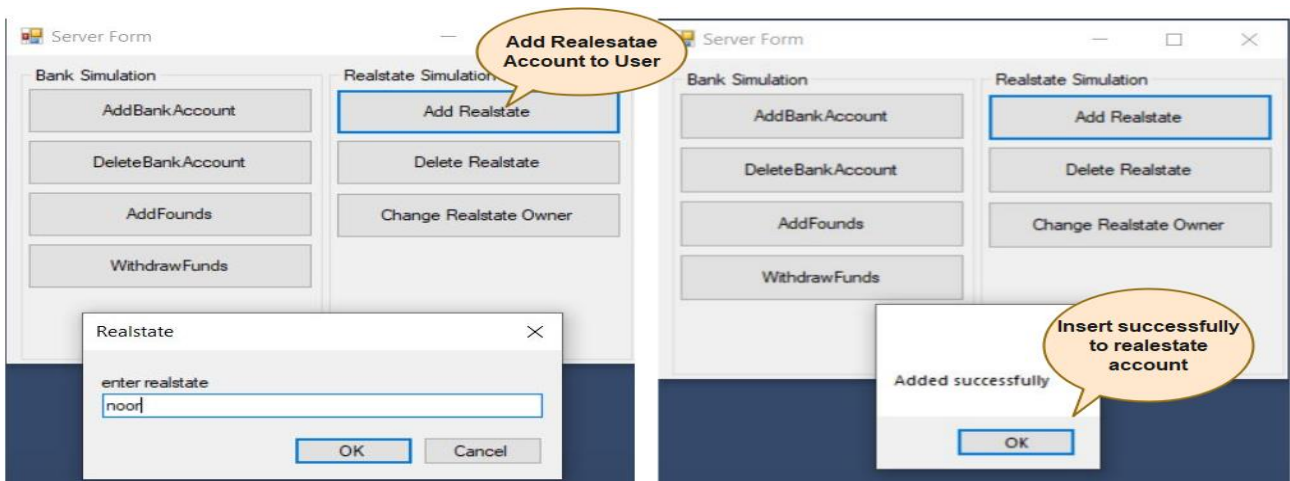 Server Form
Add Realesatae
Account to User
Bank Simulation
Realstate Simulation
AddBankAccount
Add Realstate
DeleteBankAccount
Delete Realstate
AddFounds
Change Realstate Owner
WithdrawFunds
Realstate
enter realstate
noor
OK
Cancel
Server Form
Bank Simulation
Realstate Simulation
AddBankAccount
Add Realstate
DeleteBankAccount
Delete Realstate
AddFounds
Change Realstate Owner
WithdrawFunds
Insert successfully
to realestate
account
Added successfully
OK